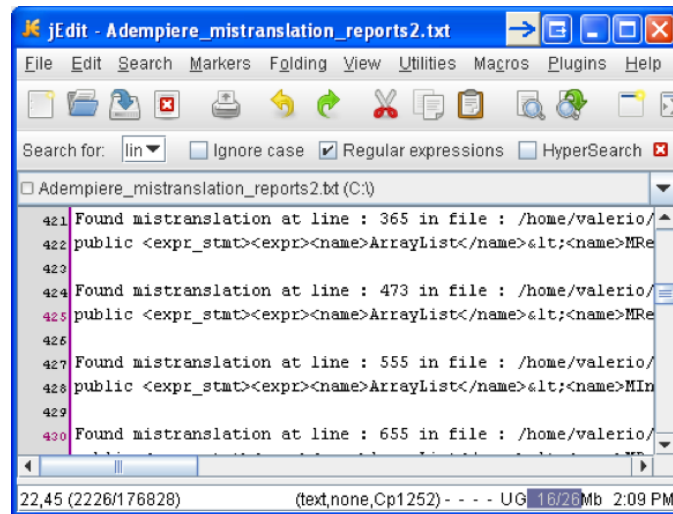 jEdit - Adempiere_mistranslation_reports2.txt
File Edit Search Markers Folding View Utilities Macros Plugins Help
Search for: lin Ignore case Regular expressions HyperSearch
Adempiere_mistranslation_reports2.txt (C:\)
421 Found mistranslation at line : 365 in file : /home/valerio/
422 public <expr_stmt><expr><name>ArrayList</name>&lt;<name>MRe
423
424 Found mistranslation at line : 473 in file : /home/valerio/
425 public <expr_stmt><expr><name>ArrayList</name>&lt;<name>MRe
426
427 Found mistranslation at line : 555 in file : /home/valerio/
428 public <expr_stmt><expr><name>ArrayList</name>&lt;<name>MIn
429
430 Found mistranslation at line : 655 in file : /home/valerio/
22,45 (2226/176828) (text,none,Cp1252) - - - - UG 16/26Mb 2:09 PM